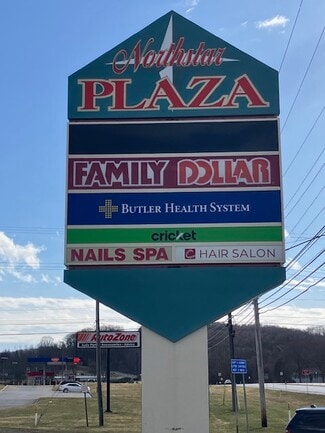 Northstar
PLAZA
FAMILY DOLLAR
BUTLER HEALTH SYSTEM
cricket
NAILS SPA
HAIR SALON
AutoZone